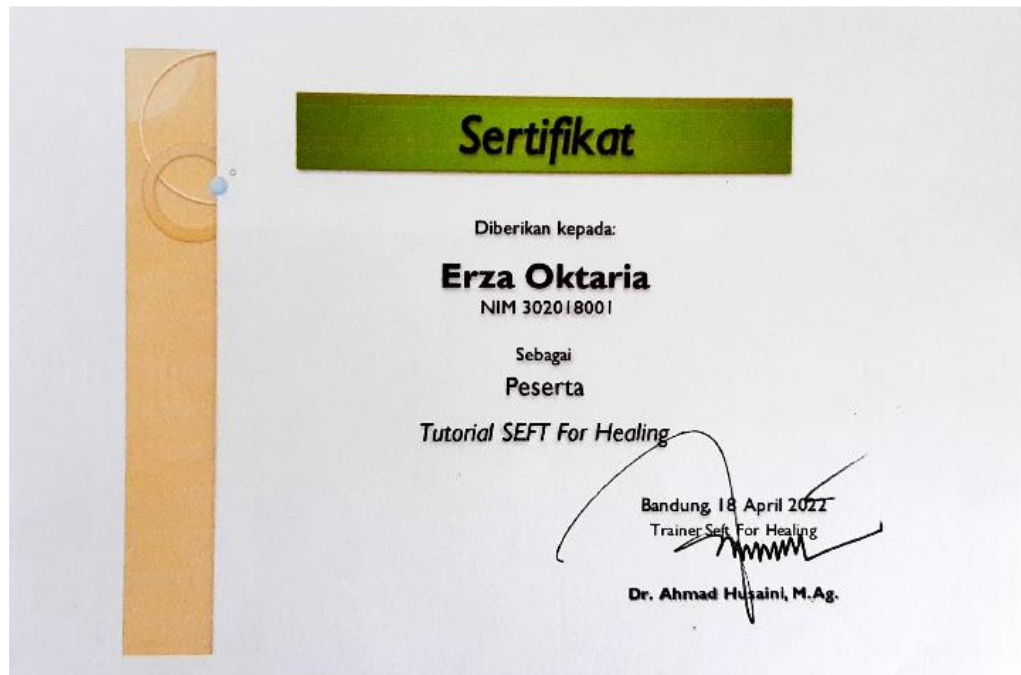 Sertifikat
Diberikan kepada:
Erza Oktaria
NIM 302018001
Sebagai
Peserta
Tutorial SEFT For Healing
Bandung, 18 April 2022
Trainer Seft For Healing
Dr. Ahmad Husaini, M.Ag.